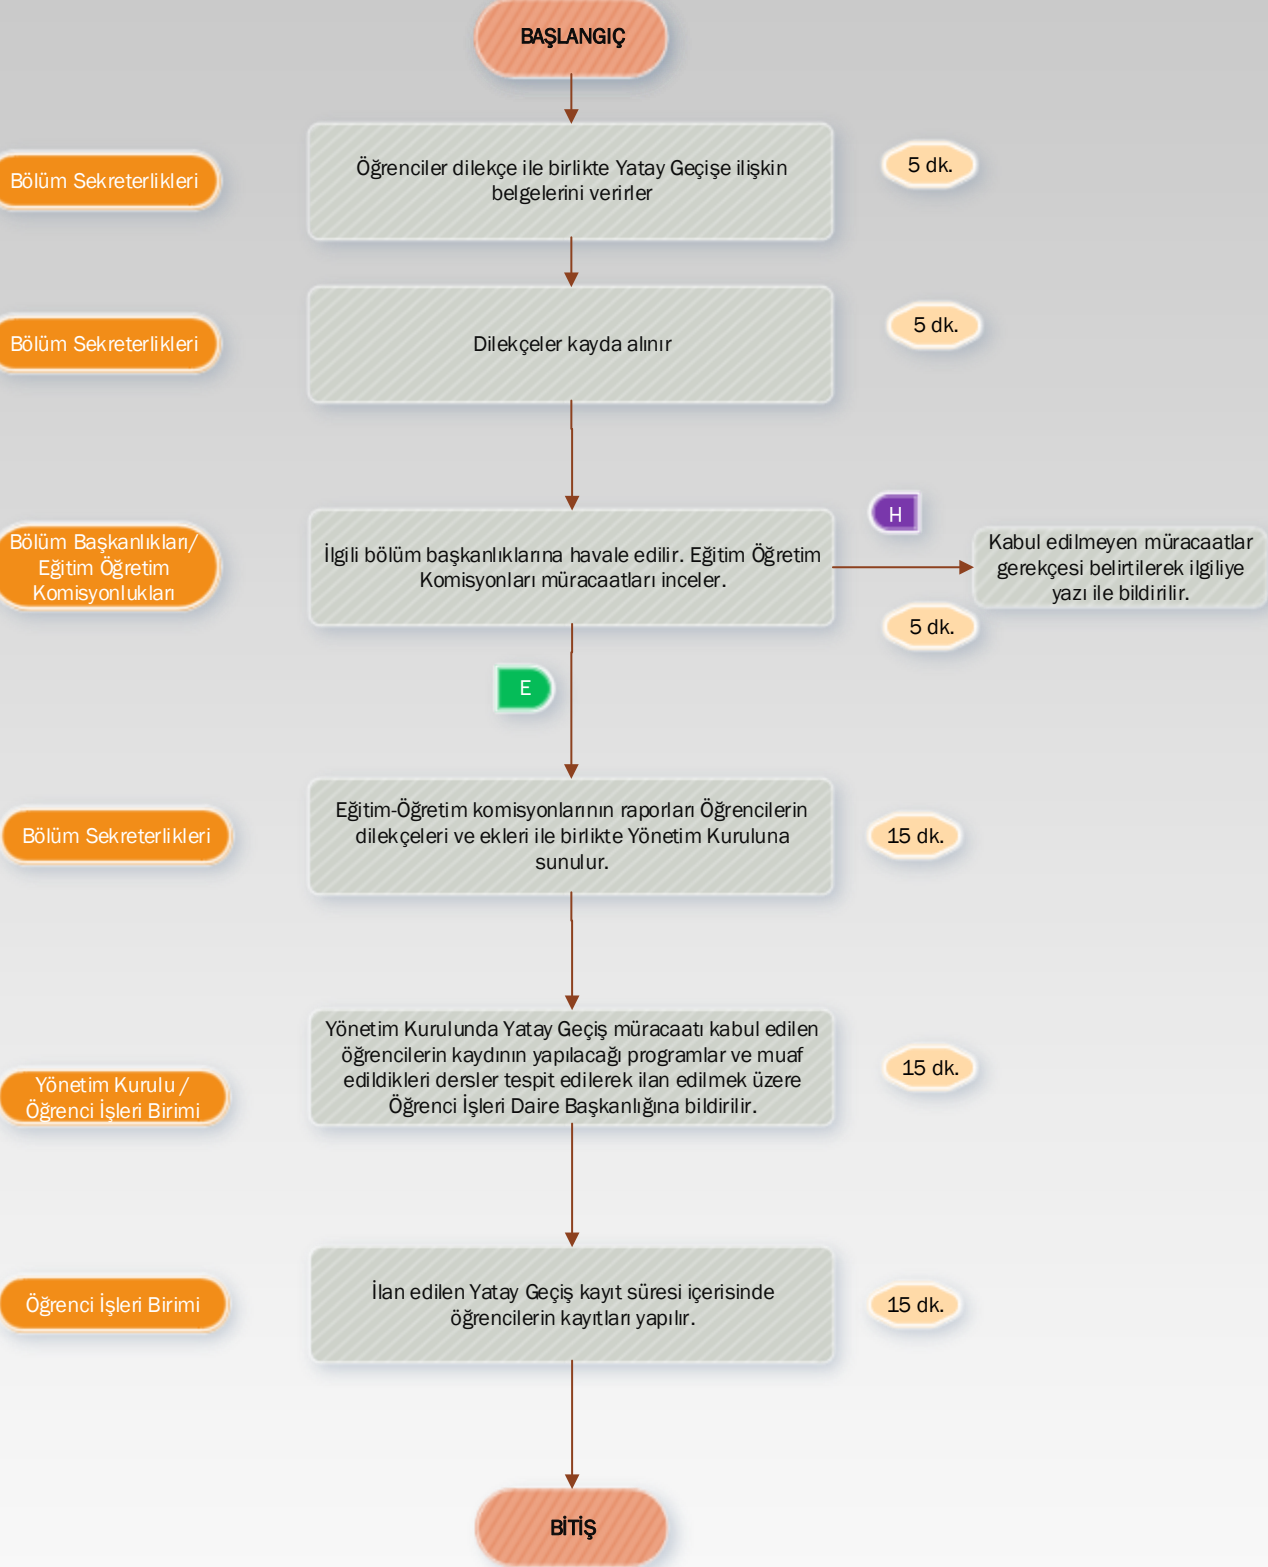 BAŞLANGIÇ
Bölüm Sekreterlikleri
Öğrenciler dilekçe ile birlikte Yatay Geçişe ilişkin
belgelerini verirler
5 dk.
Bölüm Sekreterlikleri
Dilekçeler kayda alınır
5 dk.
Bölüm Başkanlıkları/
Eğitim Öğretim
Komisyonlukları
İlgili bölüm başkanlıklarına havale edilir. Eğitim Öğretim
Komisyonları müracaatları inceler.
H
Kabul edilmeyen müracaatlar
gerekçesi belirtilerek ilgiliye
yazı ile bildirilir.
5 dk.
E
Bölüm Sekreterlikleri
Eğitim-Öğretim komisyonlarının raporları Öğrencilerin
dilekçeleri ve ekleri ile birlikte Yönetim Kuruluna
sunulur.
15 dk.
Yönetim Kurulu /
Öğrenci İşleri Birimi
Yönetim Kurulunda Yatay Geçiş müracaatı kabul edilen
öğrencilerin kaydının yapılacağı programlar ve muaf
edildikleri dersler tespit edilerek ilan edilmek üzere
Öğrenci İşleri Daire Başkanlığına bildirilir.
15 dk.
Öğrenci İşleri Birimi
İlan edilen Yatay Geçiş kayıt süresi içerisinde
öğrencilerin kayıtları yapılır.
15 dk.
BİTİŞ